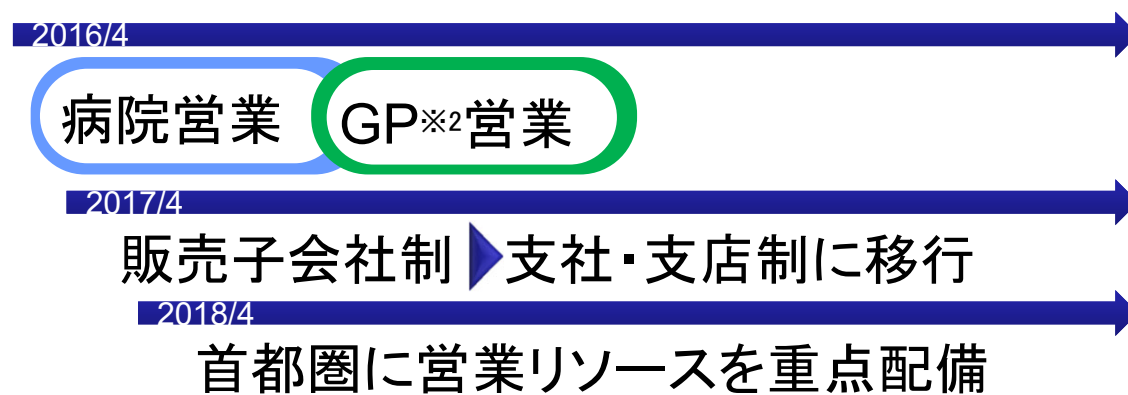 2016/4
病院営業 GP※2営業
2017/4
販売子会社制 支社・支店制に移行
2018/4
首都圏に営業リソースを重点配備